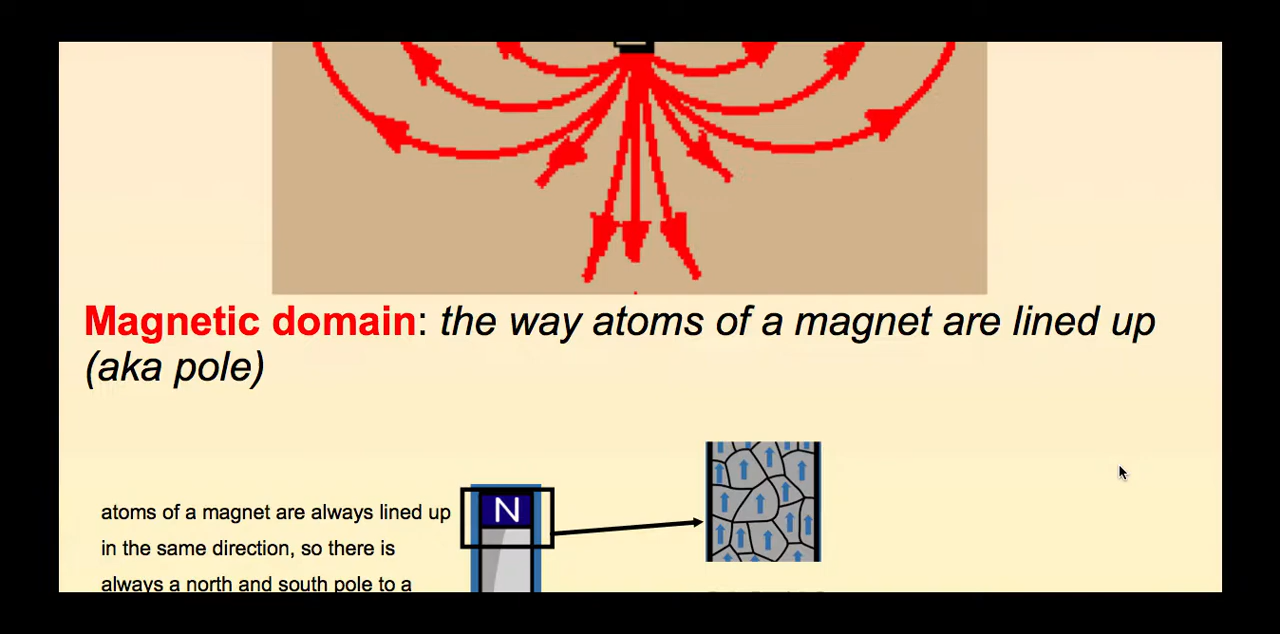 Magnetic domain: the way atoms of a magnet are lined up
(aka pole)
atoms of a magnet are always lined up
N
in the same direction, so there is
always a north and south pole to a